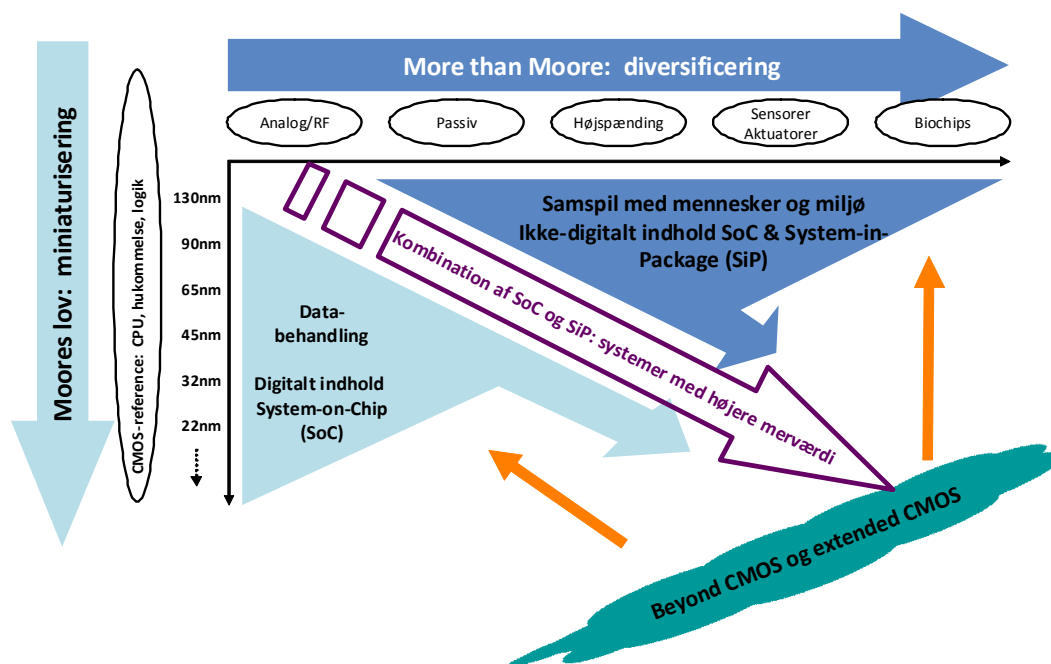 More than Moore: diversificering
Analog/RF
Passiv
Højspænding
Sensorer
Aktuatorer
Biochips
Moores lov: miniaturisering
CMOS-reference: CPU, hukommelse, logik
130nm
90nm
65nm
45nm
32nm
22nm
Samspil med mennesker og miljø
Ikke-digitalt indhold SoC & System-in-
Package (SiP)
Kombination af SoC og SiP: systemer med højere merværdi
Data-
behandling
Digitalt indhold
System-on-Chip
(SoC)
Beyond CMOS og extended CMOS